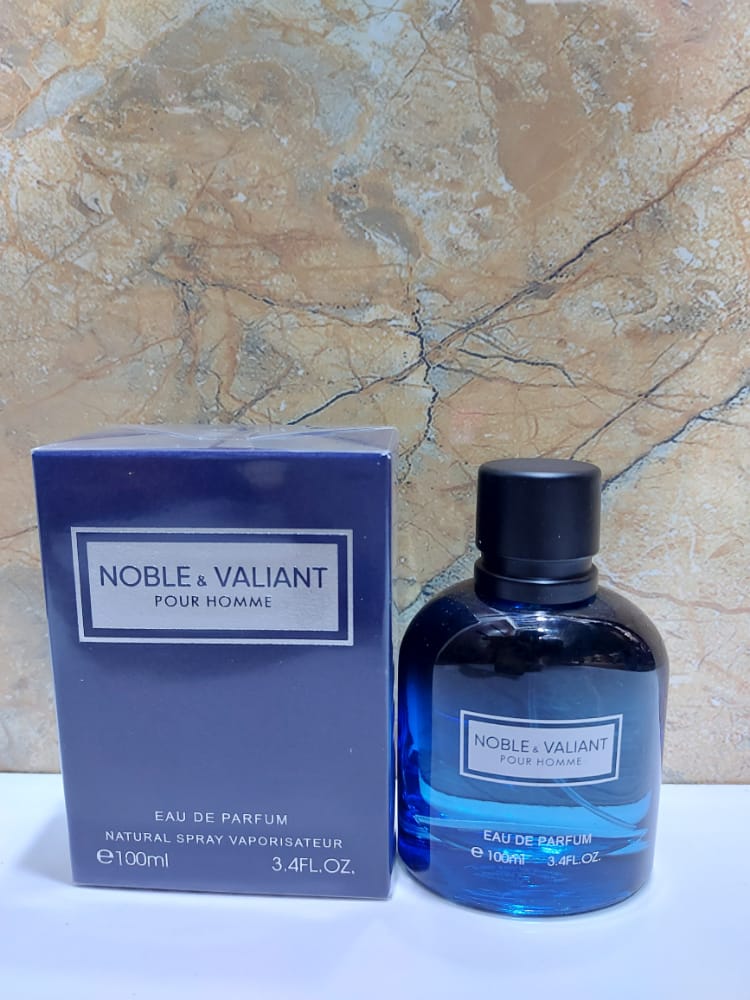 NOBLE & VALIANT
POUR HOMME
EAU DE PARFUM
NATURAL SPRAY VAPORISATEUR
℮100ml 3.4FL.OZ.
NOBLE & VALIANT
POUR HOMME
EAU DE PARFUM
℮ 100ml 3.4FL.OZ.